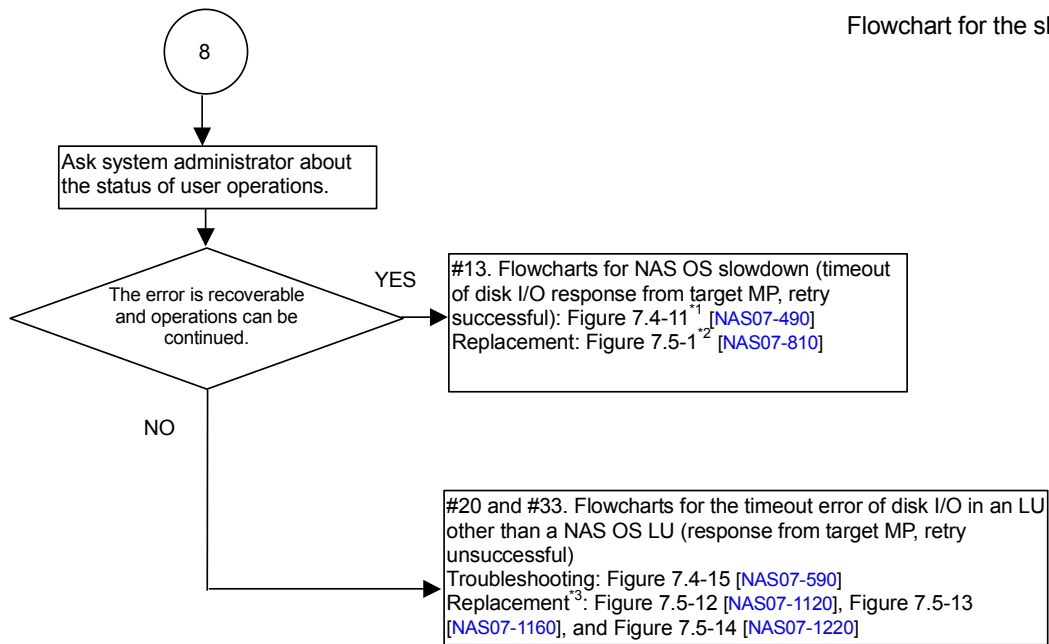 Flowchart for the sl
8
Ask system administrator about
the status of user operations.
The error is recoverable
and operations can be
continued.
YES
#13. Flowcharts for NAS OS slowdown (timeout
of disk I/O response from target MP, retry
successful): Figure 7.4-11*1 [NAS07-490]
Replacement: Figure 7.5-1*2 [NAS07-810]
NO
#20 and #33. Flowcharts for the timeout error of disk I/O in an LU
other than a NAS OS LU (response from target MP, retry
unsuccessful)
Troubleshooting: Figure 7.4-15 [NAS07-590]
Replacement*3: Figure 7.5-12 [NAS07-1120], Figure 7.5-13
[NAS07-1160], and Figure 7.5-14 [NAS07-1220]